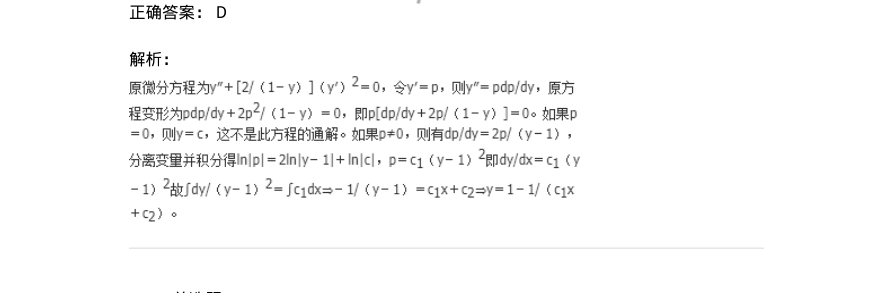 正确答案： D
解析：
原微分方程为y″+[2/（1－y）]（y′）2＝0，令y′＝p，则y″＝pdp/dy，原方
程变形为pdp/dy＋2p2/（1－y）＝0，即p[dp/dy＋2p/（1－y）]＝0。如果p
＝0，则y＝c，这不是此方程的通解。如果p≠0，则有dp/dy＝2p/（y－1），
分离变量并积分得ln|p|＝2ln|y－1|＋ln|c|，p＝c1（y－1）2即dy/dx＝c1（y
－1）2故∫dy/（y－1）2＝∫c1dx⇒－1/（y－1）＝c1x＋c2⇒y＝1－1/（c1x
＋c2）。